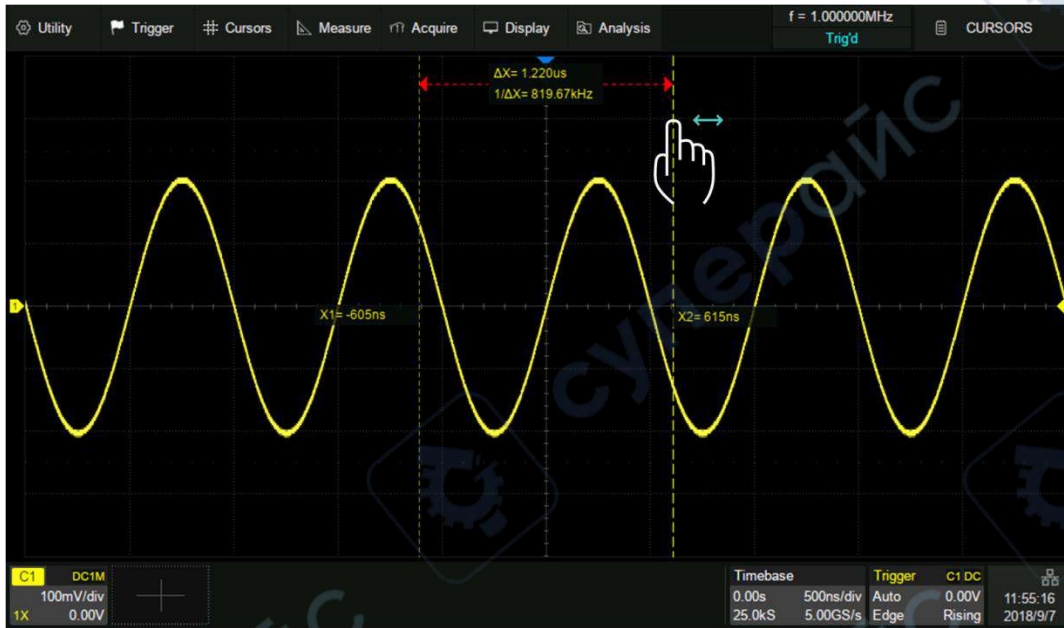 Utility Trigger Cursors Measure Acquire Display Analysis
f = 1.000000MHz
Trig'd
CURSORS
ΔX= 1.220us
1/ΔX= 819.67kHz
X1= -605ns
X2= 615ns
1
C1 DC1M
100mV/div
1X 0.00V
Timebase
0.00s 500ns/div
25.0kS 5.00GS/s
Trigger C1 DC
Auto 0.00V
Edge Rising
11:55:16
2018/9/7
суперайс